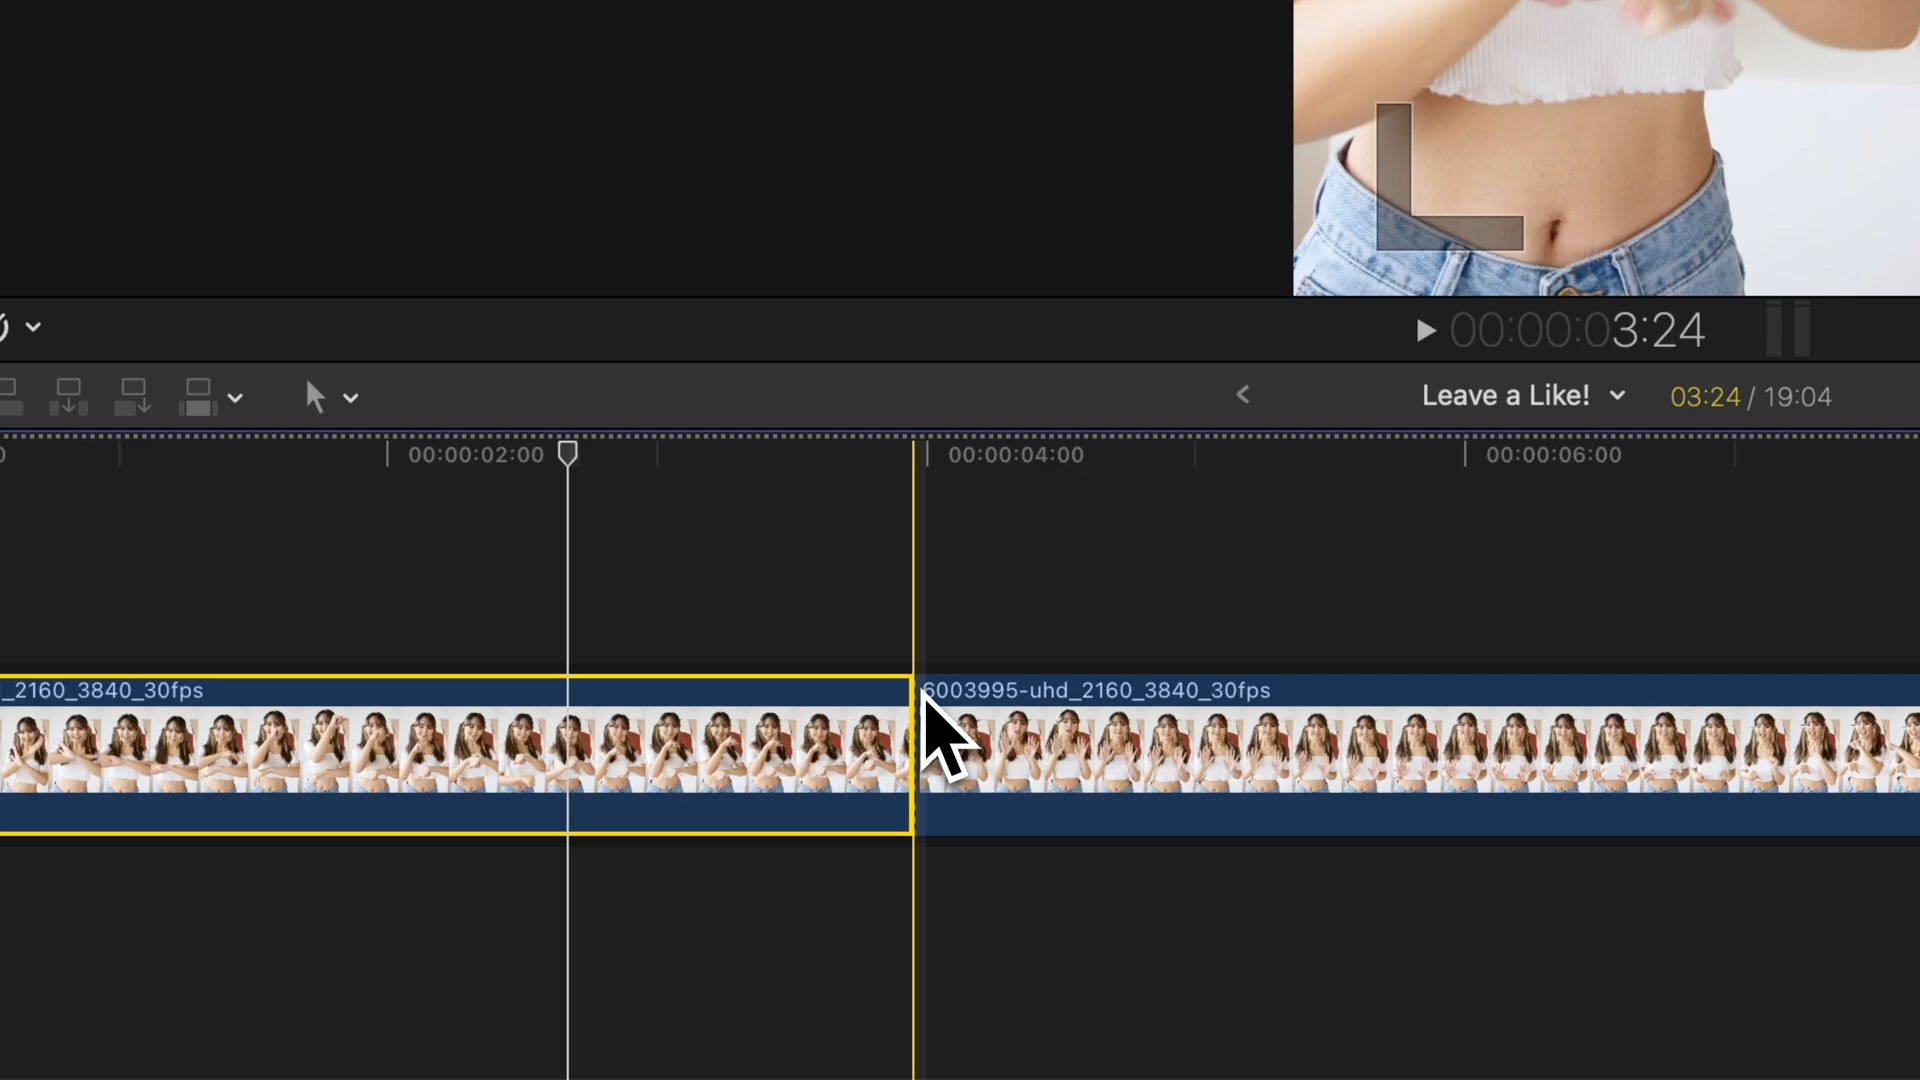 00:00:03:24
Leave a Like!
03:24 / 19:04
00:00:02:00
00:00:04:00
00:00:06:00
_2160_3840_30fps
6003995-uhd_2160_3840_30fps